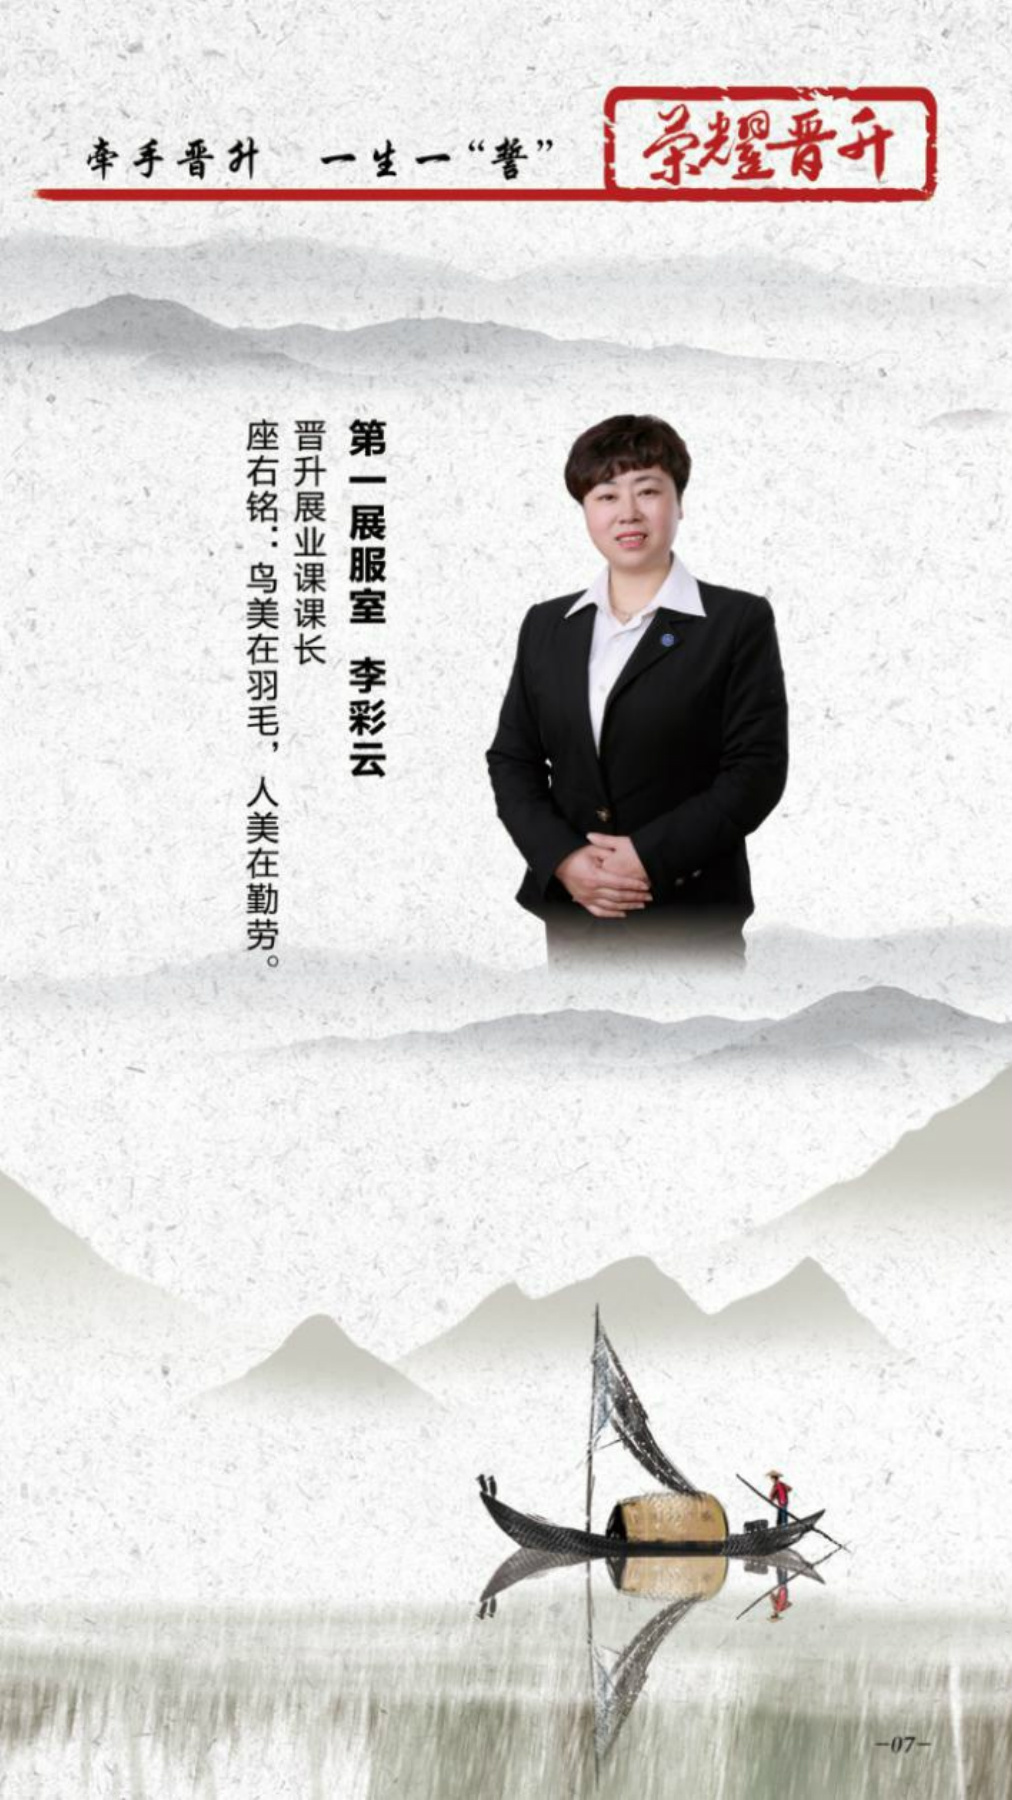 牵手晋升 一生一“誓”
荣耀晋升
第一展服室 李彩云
晋升展业课课长
座右铭：鸟美在羽毛，人美在勤劳。
-07-